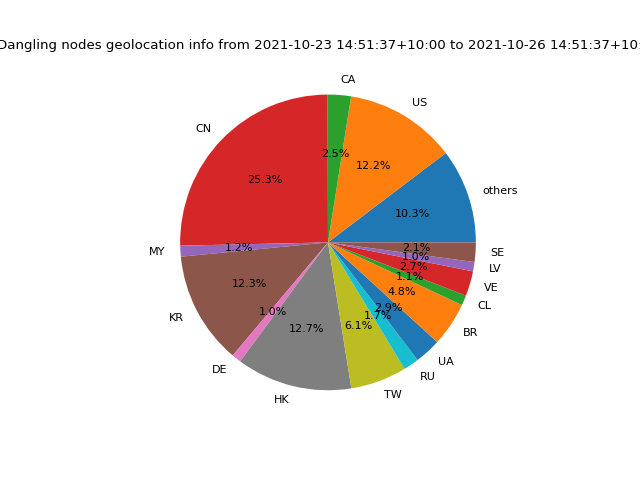 Dangling nodes geolocation info from 2021-10-23 14:51:37+10:00 to 2021-10-26 14:51:37+10:
CA
US
CN
2.5%
12.2%
25.3%
others
10.3%
MY
1.2%
2.1%
SE
1.0%
LV
2.7%
VE
1.1%
CL
12.3%
4.8%
KR
1.0%
2.9%
BR
1.7%
12.7%
6.1%
UA
DE
RU
TW
HK